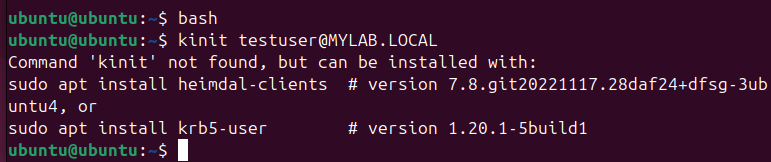 ubuntu@ubuntu:~$ bash
ubuntu@ubuntu:~$ kinit testuser@MYLAB.LOCAL
Command 'kinit' not found, but can be installed with:
sudo apt install heimdal-clients  # version 7.8.git20221117.28daf24+dfsg-3ub
untu4, or
sudo apt install krb5-user        # version 1.20.1-5build1
ubuntu@ubuntu:~$